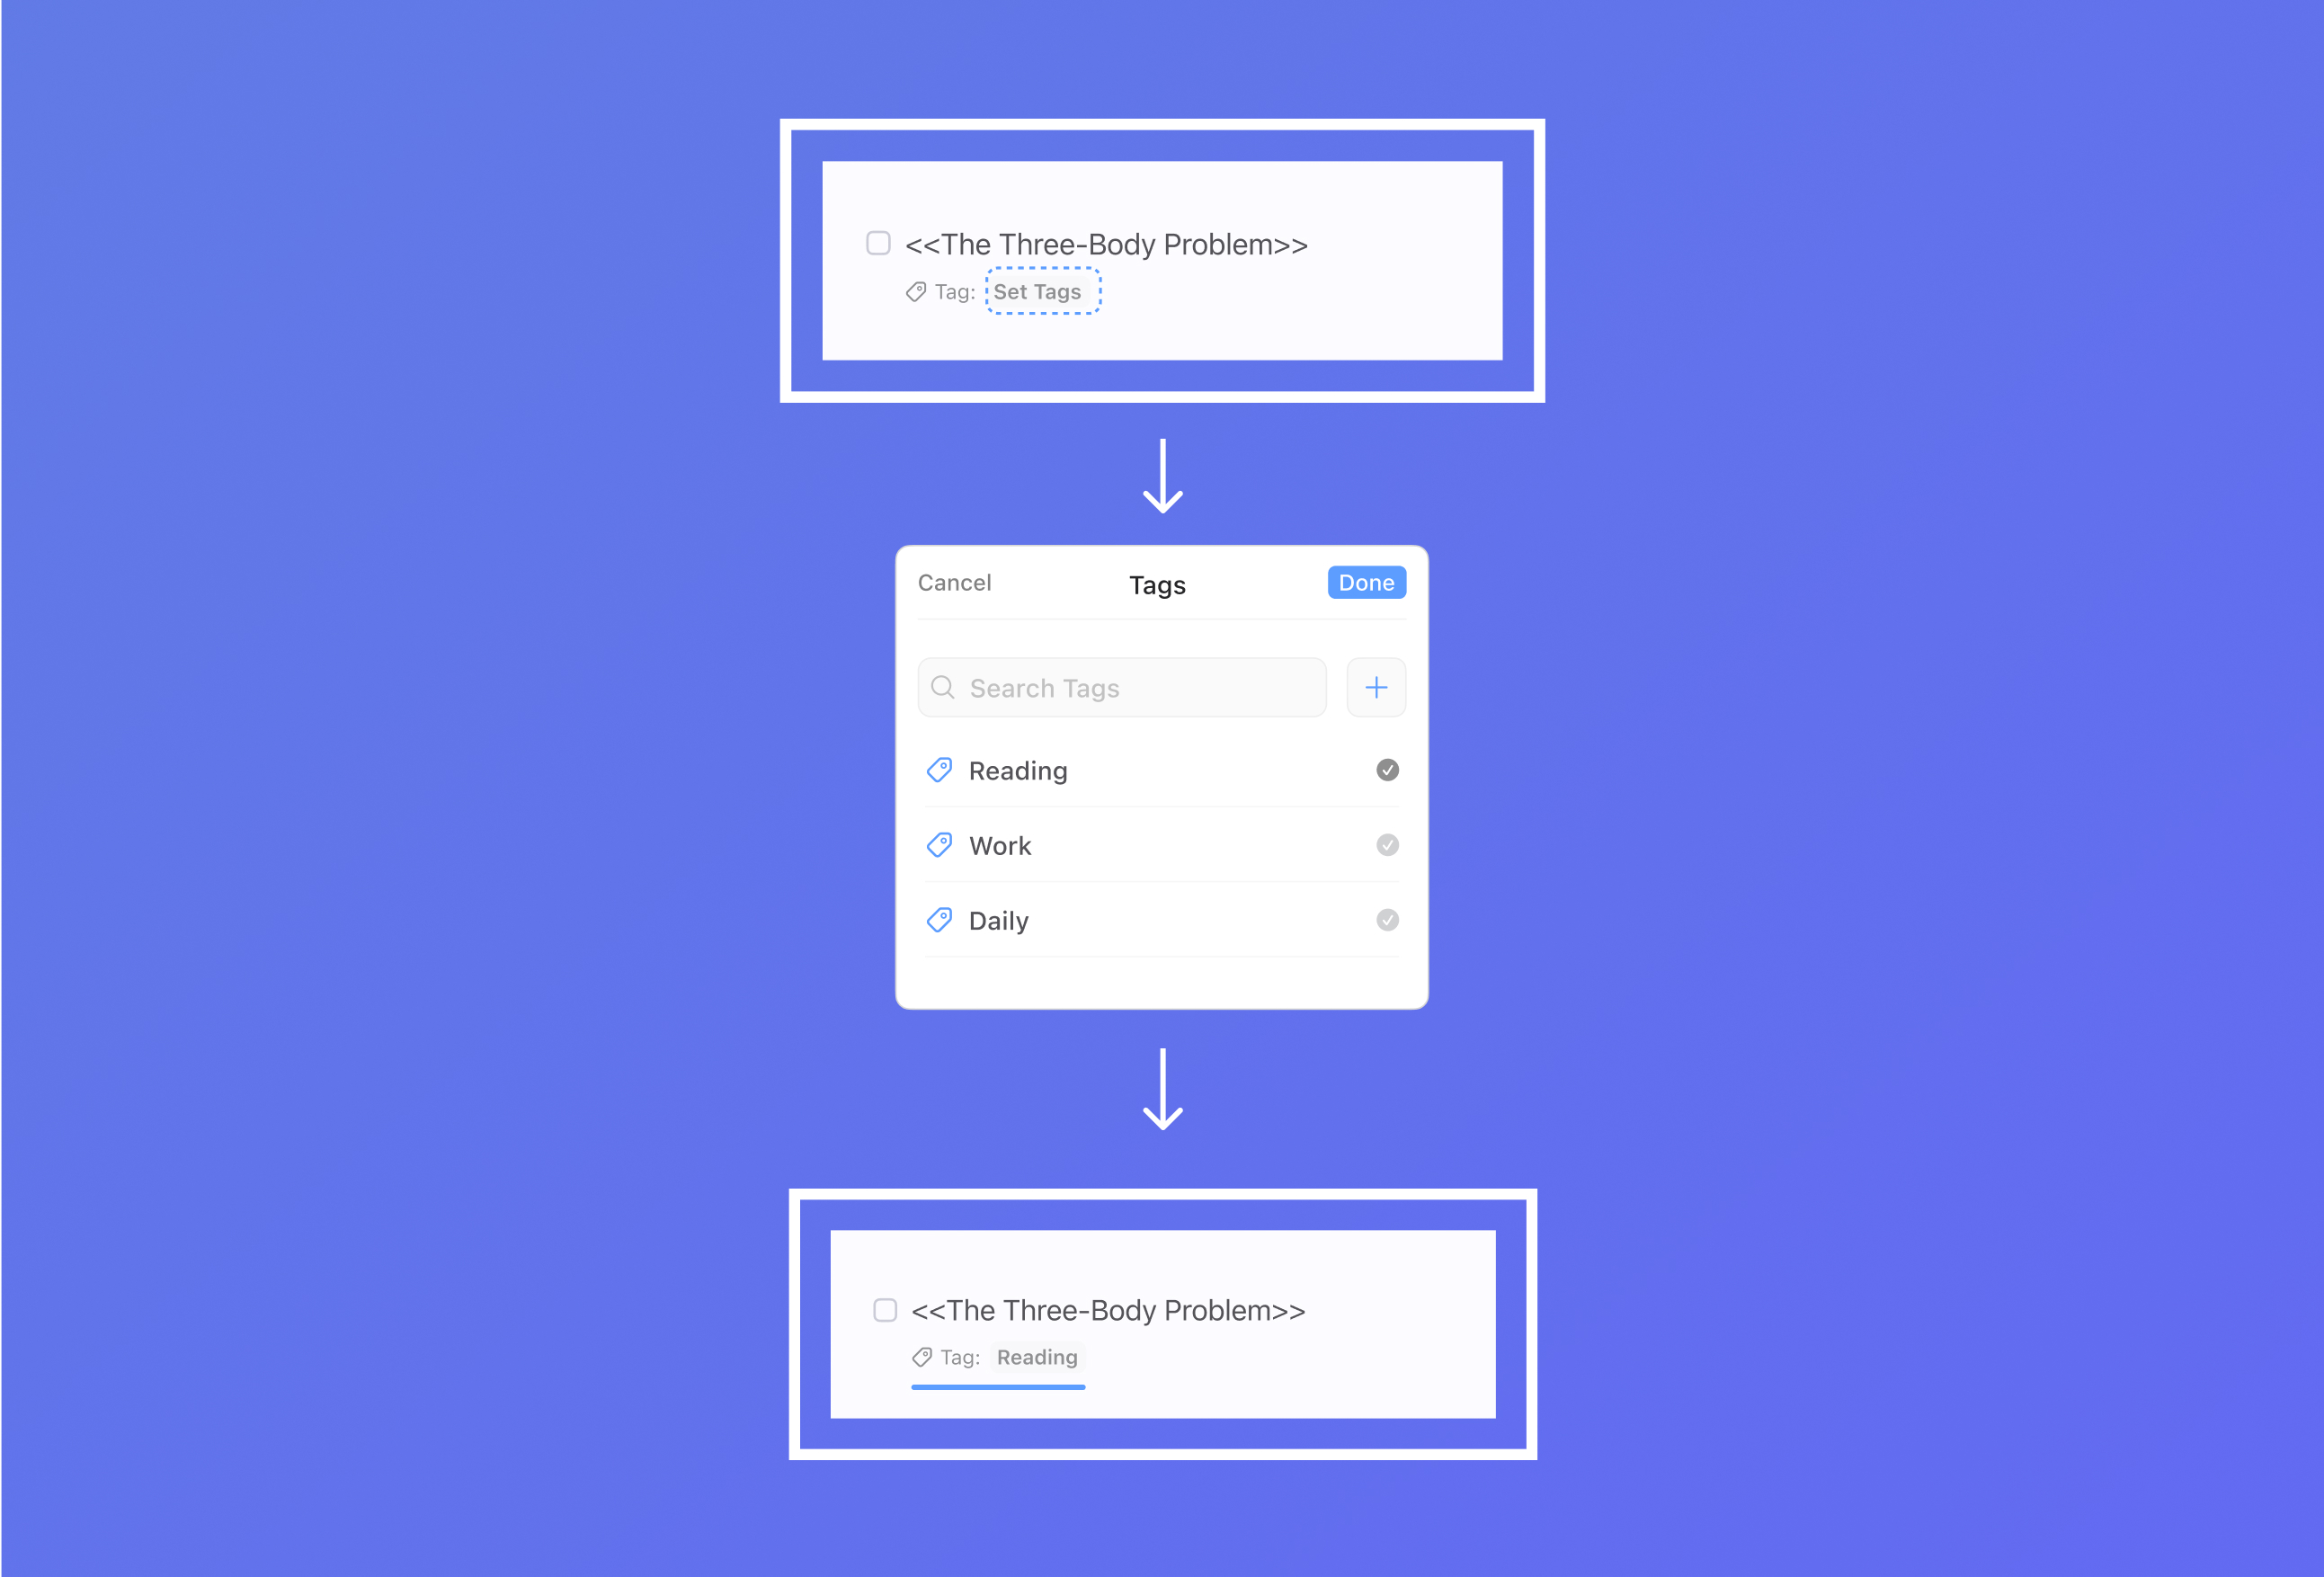 <<The Three-Body Problem>>
Tag: Set Tags
Cancel Tags Done
Search Tags
Reading
Work
Daily
<<The Three-Body Problem>>
Tag: Reading